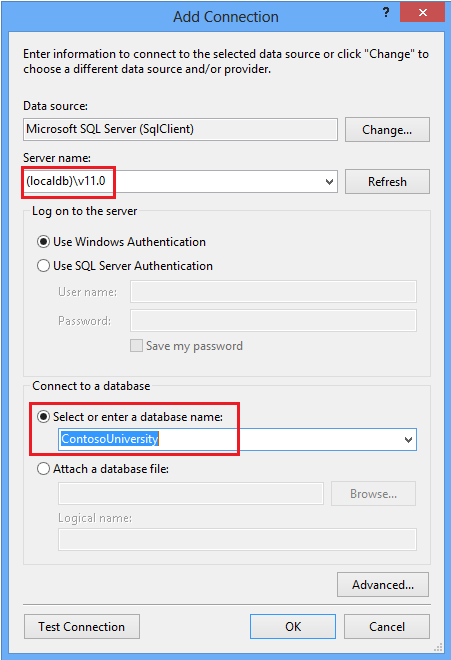 Add Connection
?
Enter information to connect to the selected data source or click "Change" to
choose a different data source and/or provider.
Data source:
Microsoft SQL Server (SqlClient)
Change...
Server name:
(localdb)\v11.0
Refresh
Log on to the server
Use Windows Authentication
Use SQL Server Authentication
User name:
Password:
Save my password
Connect to a database
Select or enter a database name:
ContosoUniversity
Attach a database file:
Browse...
Logical name:
Advanced...
Test Connection
OK
Cancel